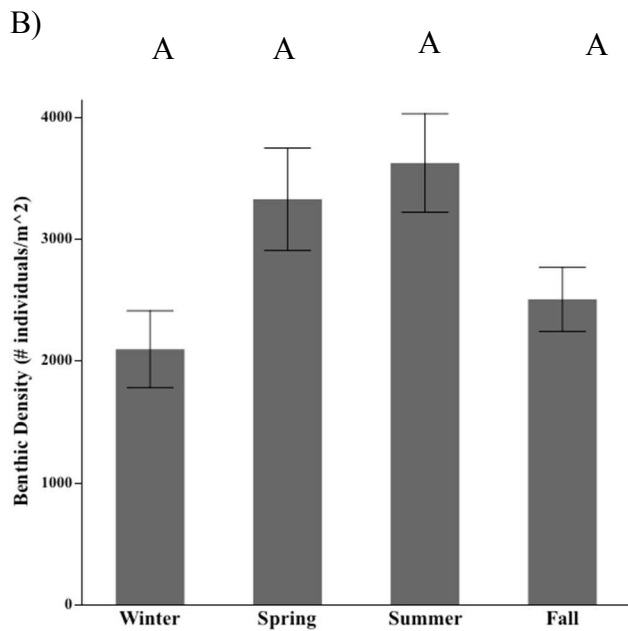 B)
A A A A
Benthic Density (# individuals/m^2)
4000
3000
2000
1000
0
Winter Spring Summer Fall